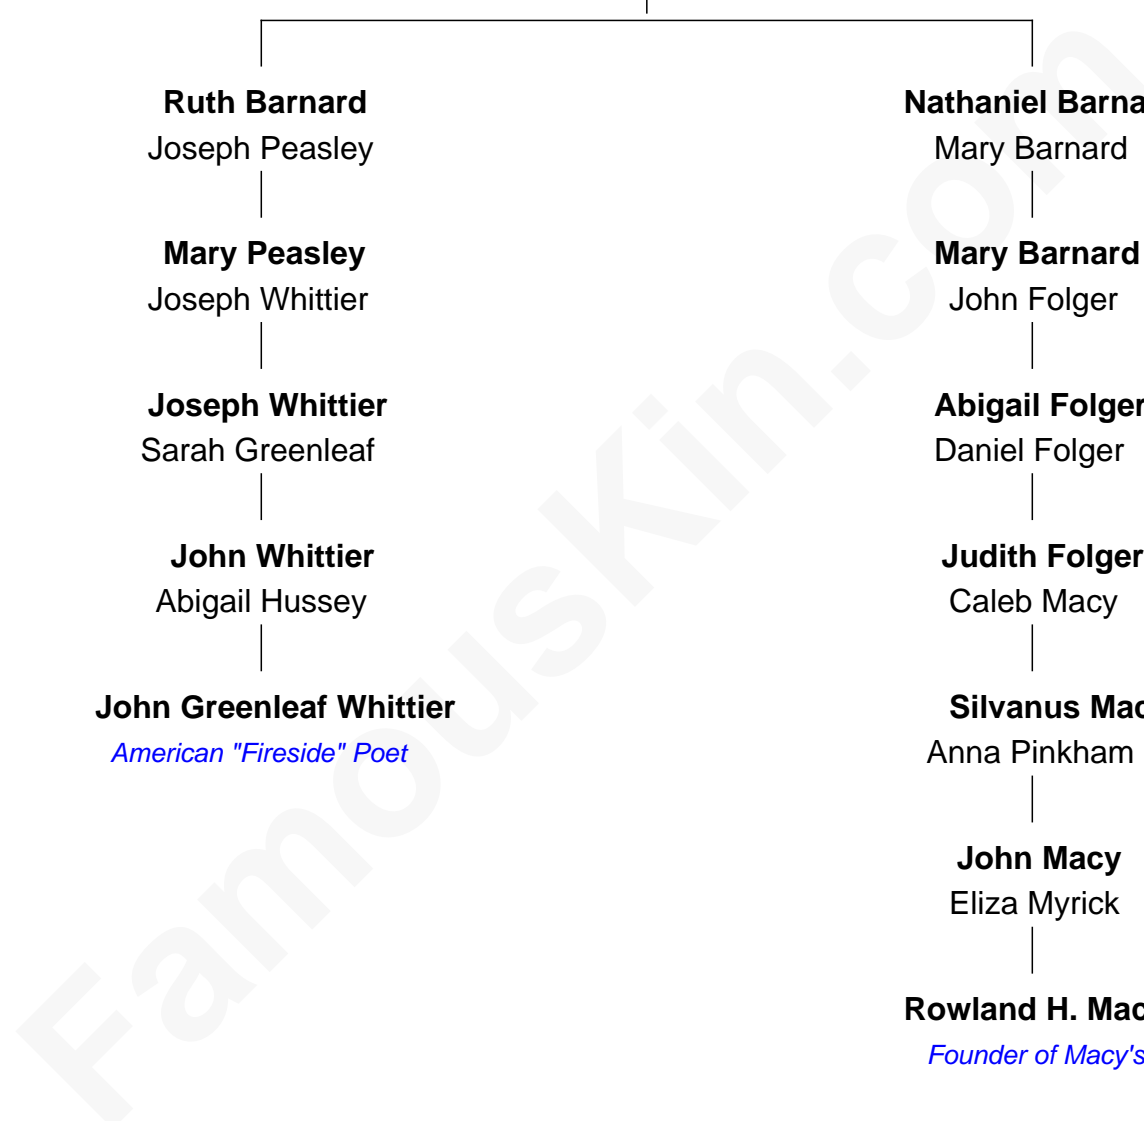 Ruth Barnard
Joseph Peasley
Mary Peasley
Joseph Whittier
Joseph Whittier
Sarah Greenleaf
John Whittier
Abigail Hussey
John Greenleaf Whittier
American "Fireside" Poet
Nathaniel Barna
Mary Barnard
Mary Barnard
John Folger
Abigail Folger
Daniel Folger
Judith Folger
Caleb Macy
Silvanus Mac
Anna Pinkham
John Macy
Eliza Myrick
Rowland H. Mac
Founder of Macy's
FamousKin.com